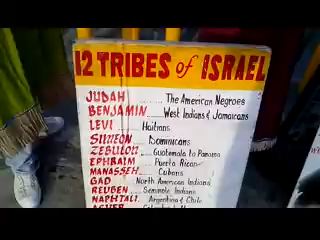 12 TRIBES of ISRAEL
JUDAH ........ The American Negroes
BENJAMIN ...... West Indians & Jamaicans
LEVI ..... Haitians
SIMEON .. Dominicans
ZEBULON ... Guatemala to Panama
EPHRAIM ..... Puerto Ricans
MANASSEH ..... Cubans
GAD ..... North American Indians
REUBEN ...... Seminole Indians
NAPHTALI . Argentina & Chile
ASHER